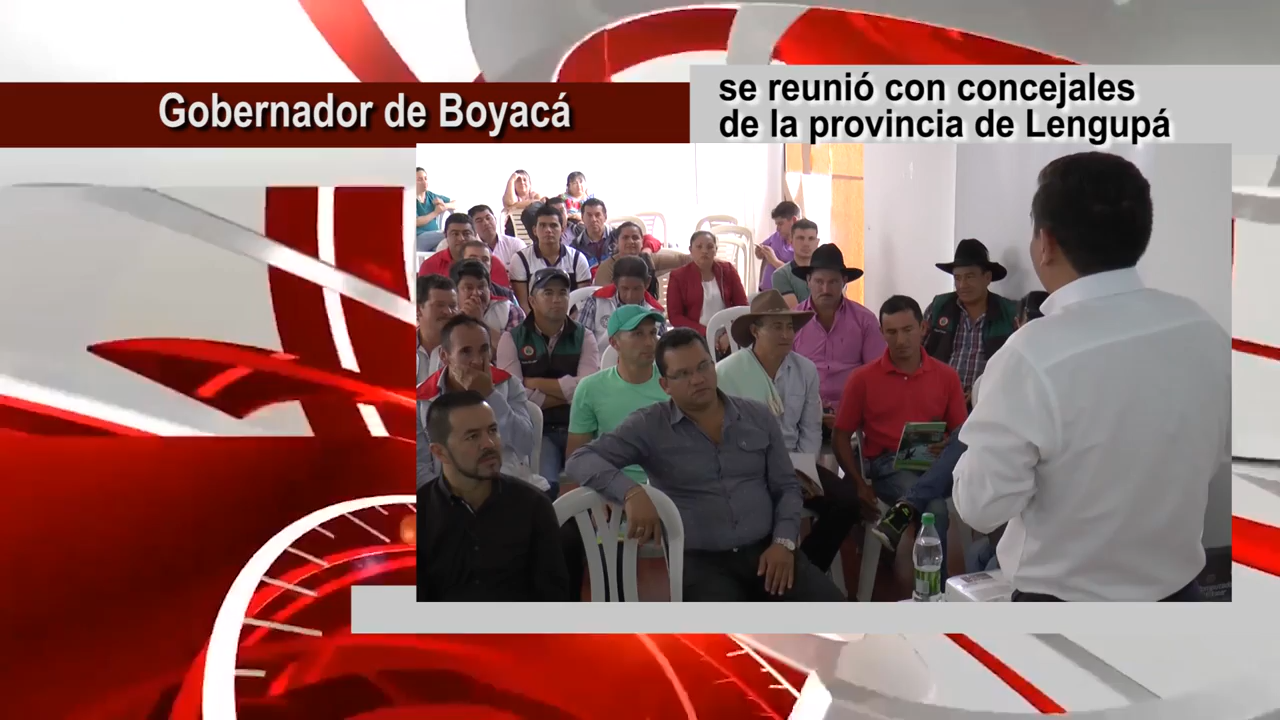 Gobernador de Boyacá
se reunió con concejales
de la provincia de Lengupá